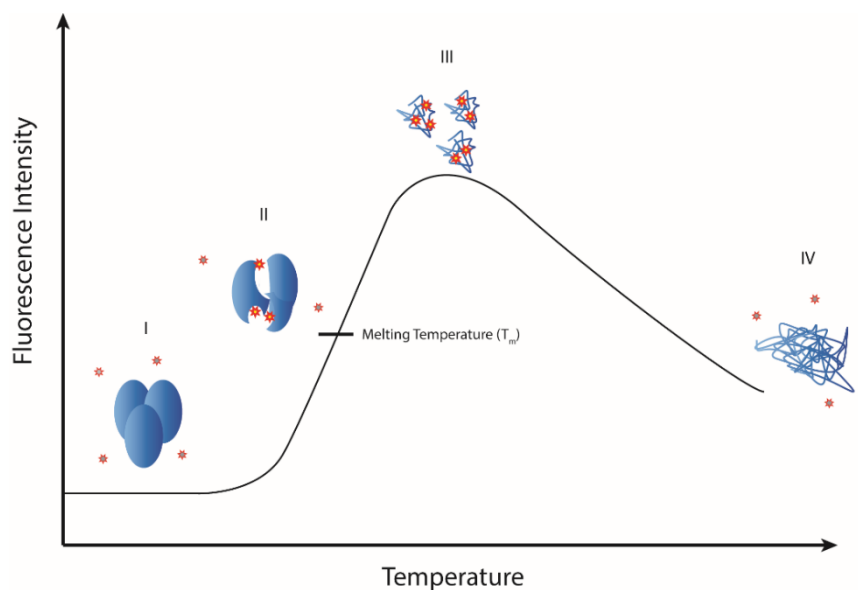 III
II
IV
I
Melting Temperature (Tm)
Fluorescence Intensity
Temperature